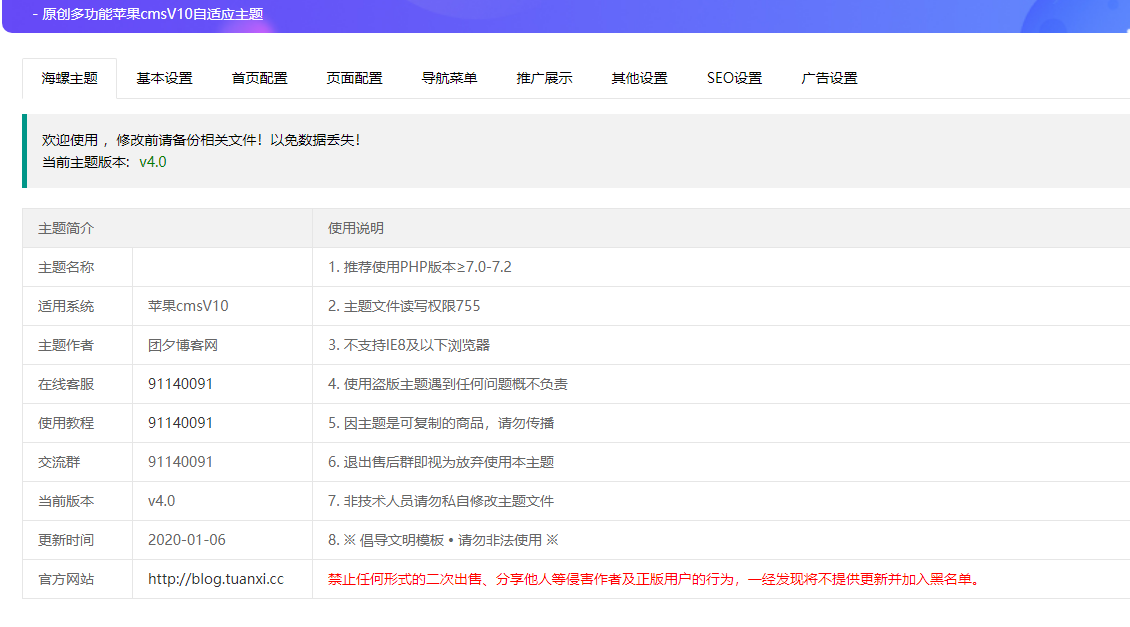 - 原创多功能苹果cmsV10自适应主题
海螺主题 基本设置 首页配置 页面配置 导航菜单 推广展示 其他设置 SEO设置 广告设置
欢迎使用 ，修改前请备份相关文件！以免数据丢失！
当前主题版本: v4.0
主题简介 使用说明
主题名称 1. 推荐使用PHP版本≥7.0-7.2
适用系统 苹果cmsV10 2. 主题文件读写权限755
主题作者 团夕博客网 3. 不支持IE8及以下浏览器
在线客服 91140091 4. 使用盗版主题遇到任何问题概不负责
使用教程 91140091 5. 因主题是可复制的商品，请勿传播
交流群 91140091 6. 退出售后群即视为放弃使用本主题
当前版本 v4.0 7. 非技术人员请勿私自修改主题文件
更新时间 2020-01-06 8. ※ 倡导文明模板 • 请勿非法使用 ※
官方网站 http://blog.tuanxi.cc 禁止任何形式的二次出售、分享他人等侵害作者及正版用户的行为，一经发现将不提供更新并加入黑名单。